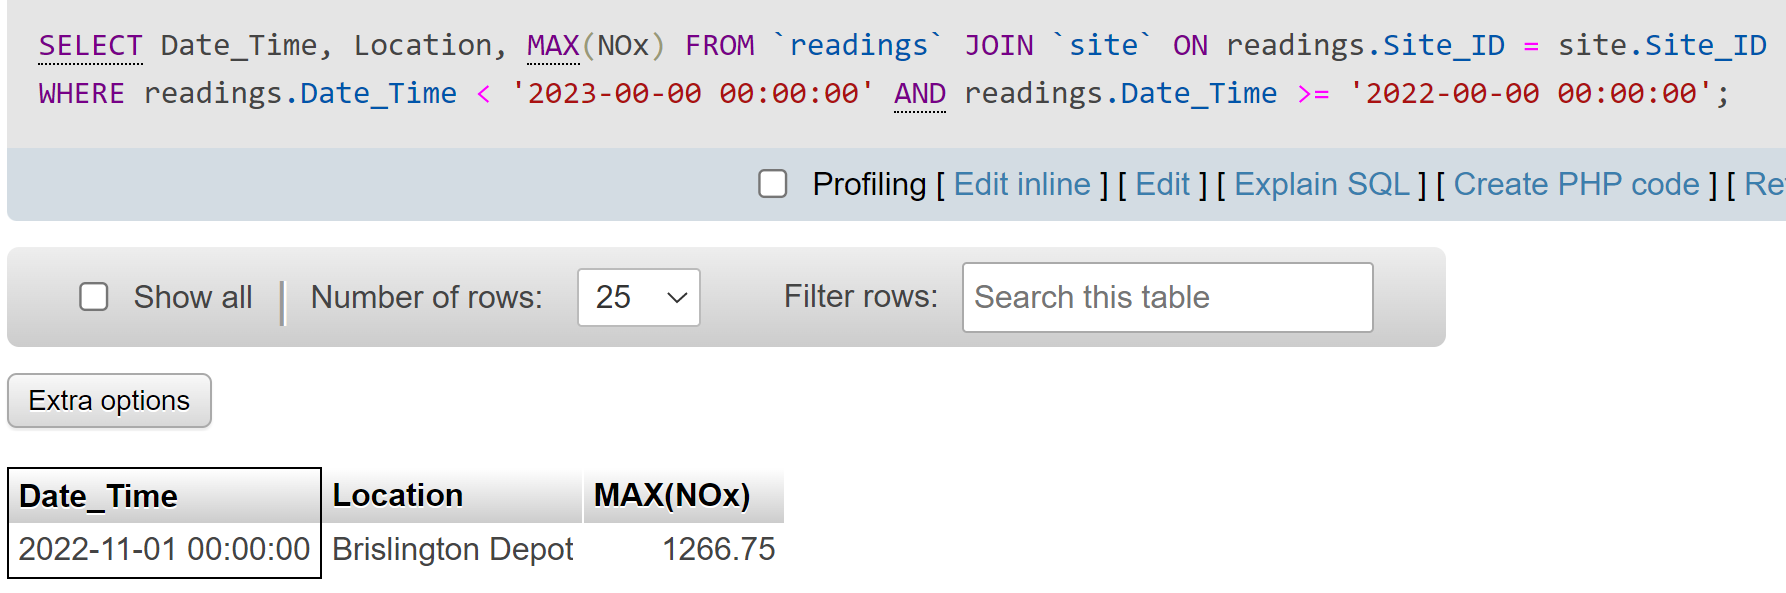 SELECT Date_Time, Location, MAX(NOx) FROM `readings` JOIN `site` ON readings.Site_ID = site.Site_ID
WHERE readings.Date_Time < '2023-00-00 00:00:00' AND readings.Date_Time >= '2022-00-00 00:00:00';
Profiling [ Edit inline ] [ Edit ] [ Explain SQL ] [ Create PHP code ] [
Show all | Number of rows: 25 Filter rows: Search this table
Extra options
Date_Time Location MAX(NOx)
2022-11-01 00:00:00 Brislington Depot 1266.75